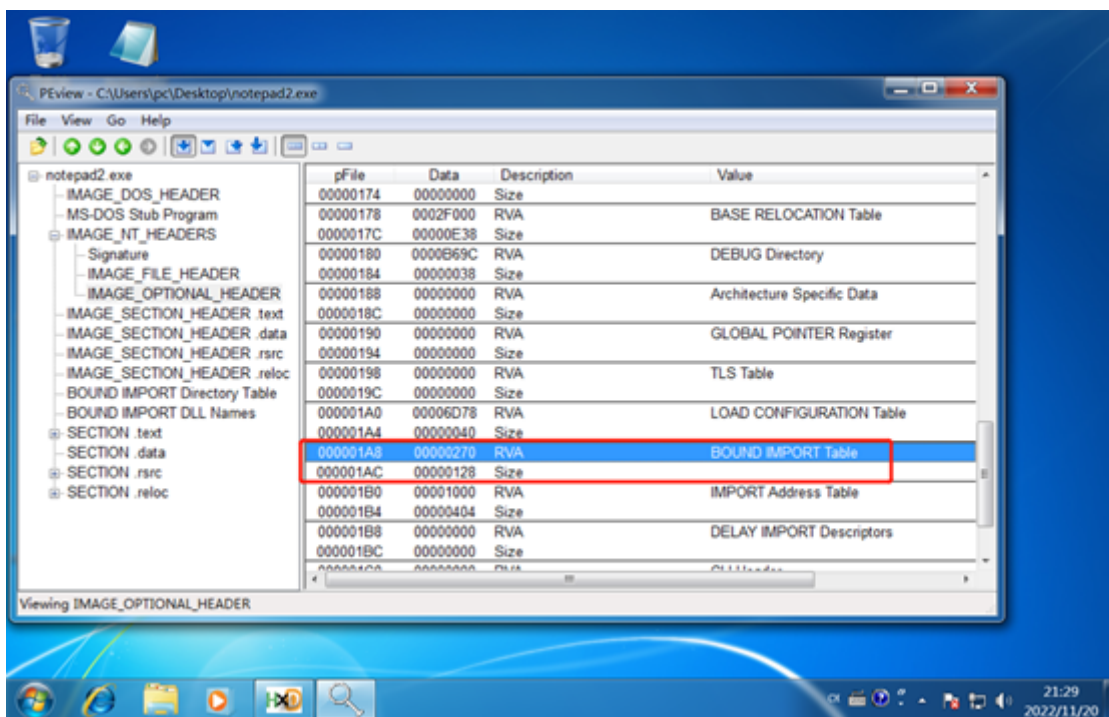 PEview - C:\Users\pc\Desktop\notepad2.exe
File View Go Help
notepad2.exe
IMAGE_DOS_HEADER
MS-DOS Stub Program
IMAGE_NT_HEADERS
Signature
IMAGE_FILE_HEADER
IMAGE_OPTIONAL_HEADER
IMAGE_SECTION_HEADER .text
IMAGE_SECTION_HEADER .data
IMAGE_SECTION_HEADER .rsrc
IMAGE_SECTION_HEADER .reloc
BOUND IMPORT Directory Table
BOUND IMPORT DLL Names
SECTION .text
SECTION .data
SECTION .rsrc
SECTION .reloc
pFile Data Description Value
00000174 00000000 Size
00000178 0002F000 RVA BASE RELOCATION Table
0000017C 00000E38 Size
00000180 0000B69C RVA DEBUG Directory
00000184 00000038 Size
00000188 00000000 RVA Architecture Specific Data
0000018C 00000000 Size
00000190 00000000 RVA GLOBAL POINTER Register
00000194 00000000 Size
00000198 00000000 RVA TLS Table
0000019C 00000000 Size
000001A0 00006D78 RVA LOAD CONFIGURATION Table
000001A4 00000040 Size
000001A8 00000270 RVA BOUND IMPORT Table
000001AC 00000128 Size
000001B0 00001000 RVA IMPORT Address Table
000001B4 00000404 Size
000001B8 00000000 RVA DELAY IMPORT Descriptors
000001BC 00000000 Size
Viewing IMAGE_OPTIONAL_HEADER
HXD
CH
21:29
2022/11/20